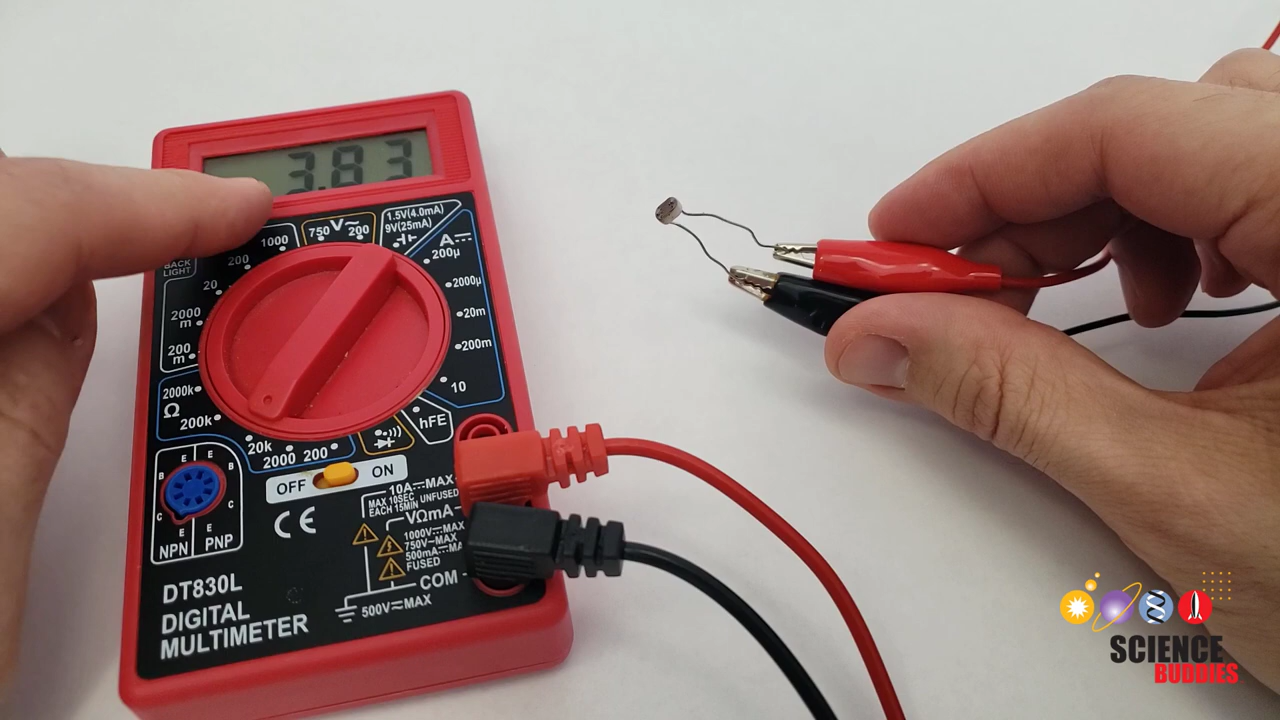 3.83
1000
750 V~ 200
1.5V(4.0mA)
9V(25mA)
A
BACK
LIGHT
200
200µ
20
2000µ
2000
m
20m
200
m
200m
2000k
10
Ω
200k
hFE
20k
2000 200
OFF
ON
10A MAX
MAX 10SEC UNFUSED
EACH 15MIN
VΩmA
1000V MAX
750V~MAX
500mA MA
FUSED
COM
500V MAX
E E
B B
C C
E E
NPN PNP
CE
DT830L
DIGITAL
MULTIMETER
SCIENCE
BUDDIES